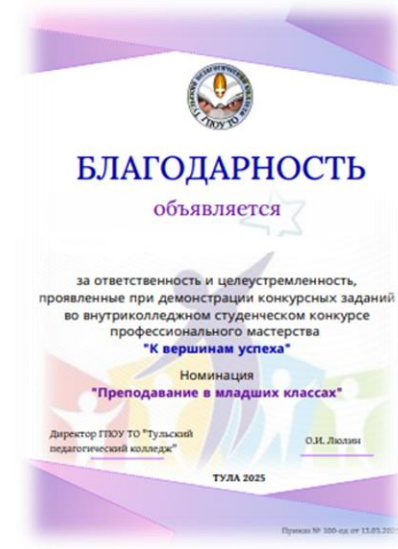 БЛАГОДАРНОСТЬ
объявляется
за ответственность и целеустремленность,
проявленные при демонстрации конкурсных заданий
во внутриколледжном студенческом конкурсе
профессионального мастерства
"К вершинам успеха"
Номинация
"Преподавание в младших классах"
Директор ГПОУ ТО "Тульский
педагогический колледж"
О.И. Люлин
ТУЛА 2025